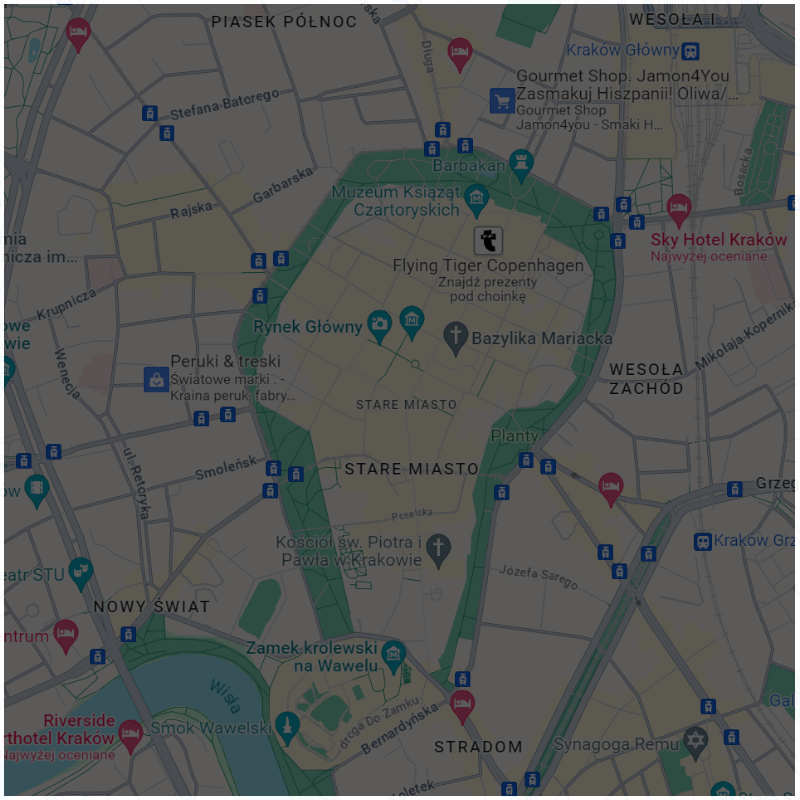 PIASEK PÓŁNOC
WESOŁA I
Długa
Kraków Główny
Gourmet Shop. Jamon4You
Zasmakuj Hiszpanii! Oliwa/...
Gourmet Shop
Jamon4you - Smaki H...
Stefana Batorego
Barbakan
Bosacka
Garbarska
Muzeum Książąt
Czartoryskich
Rajska
Sky Hotel Kraków
Najwyżej oceniane
nia
nicza im...
Flying Tiger Copenhagen
Znajdź prezenty
pod choinkę
Krupnicza
Rynek Główny
Bazylika Mariacka
Mikołaja Kopernika
owe
wie
Wenecja
Peruki & treski
Światowe marki . -
Kraina peruk, fabry...
WESOŁA
ZACHÓD
STARE MIASTO
Planty
ul. Retoryka
Smoleńsk
STARE MIASTO
Grzeg
ow
Poselska
Kościół św. Piotra i
Pawła w Krakowie
Kraków Grz
eatr STU
Józefa Sarego
NOWY ŚWIAT
ntrum
Zamek królewski
na Wawelu
Wisła
Gal
Riverside
rthotel Kraków
Najwyżej oceniane
Smok Wawelski
droga Do Zamku
Bernardyńska
STRADOM
Synagoga Remu
Koletek